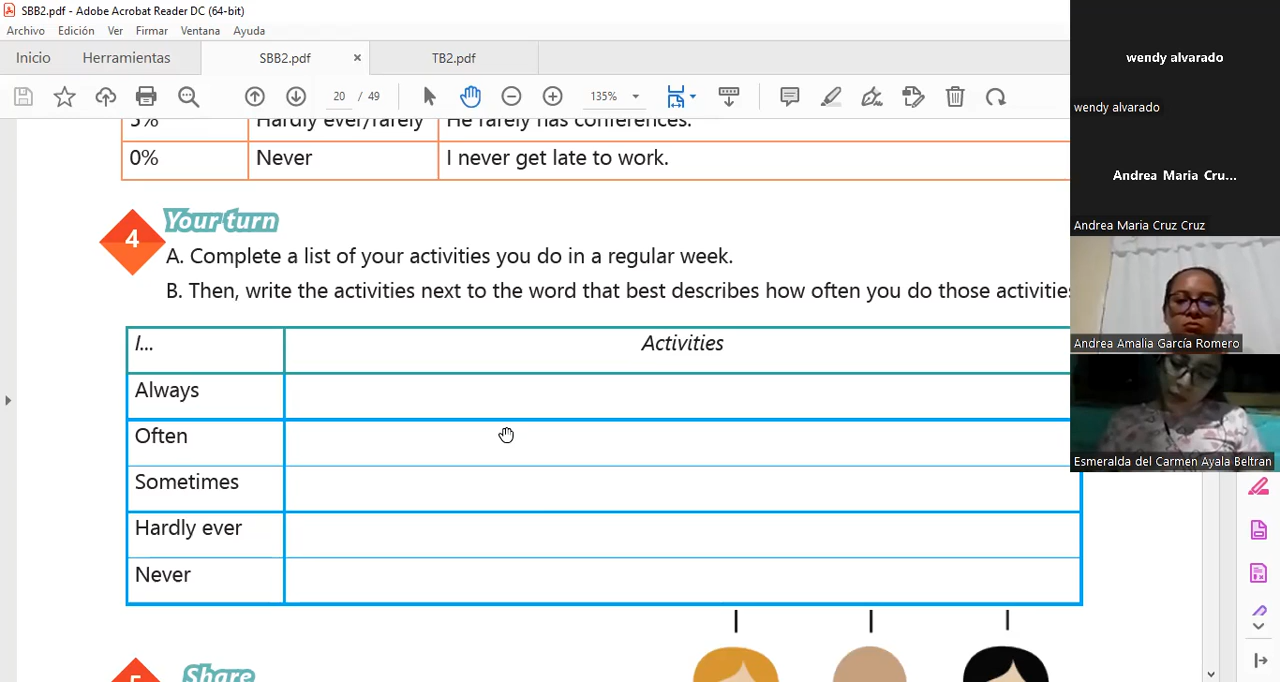 SBB2.pdf - Adobe Acrobat Reader DC (64-bit)
Archivo Edición Ver Firmar Ventana Ayuda
Inicio Herramientas SBB2.pdf × TB2.pdf
20 / 49 135%
5% Hardly ever/rarely He rarely has conferences.
0% Never I never get late to work.
4 Your turn
A. Complete a list of your activities you do in a regular week.
B. Then, write the activities next to the word that best describes how often you do those activities
I... Activities
Always
Often
Sometimes
Hardly ever
Never
5 Share
wendy alvarado
wendy alvarado
Andrea Maria Cru...
Andrea Maria Cruz Cruz
Andrea Amalia García Romero
Esmeralda del Carmen Ayala Beltran